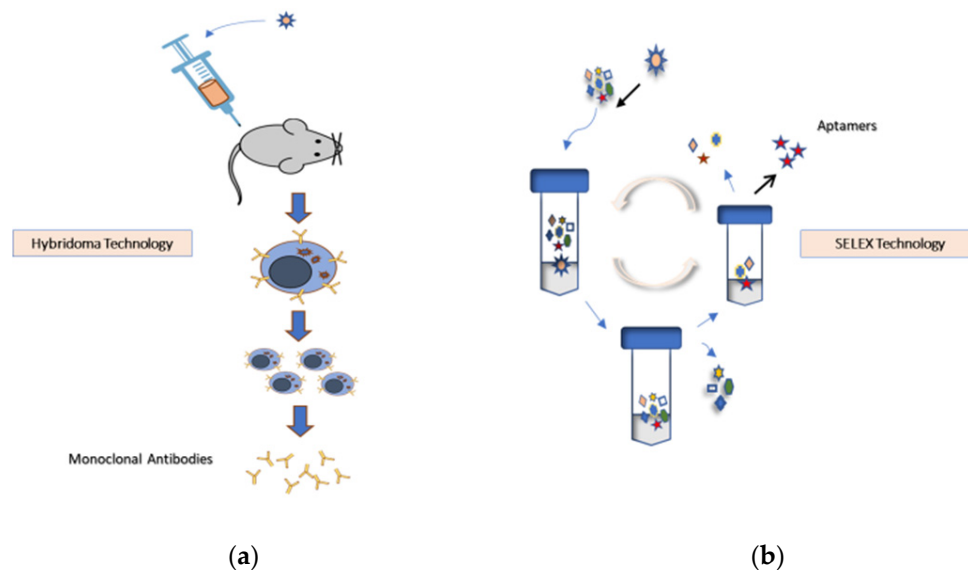 Hybridoma Technology
Monoclonal Antibodies
(a)
Aptamers
SELEX Technology
(b)